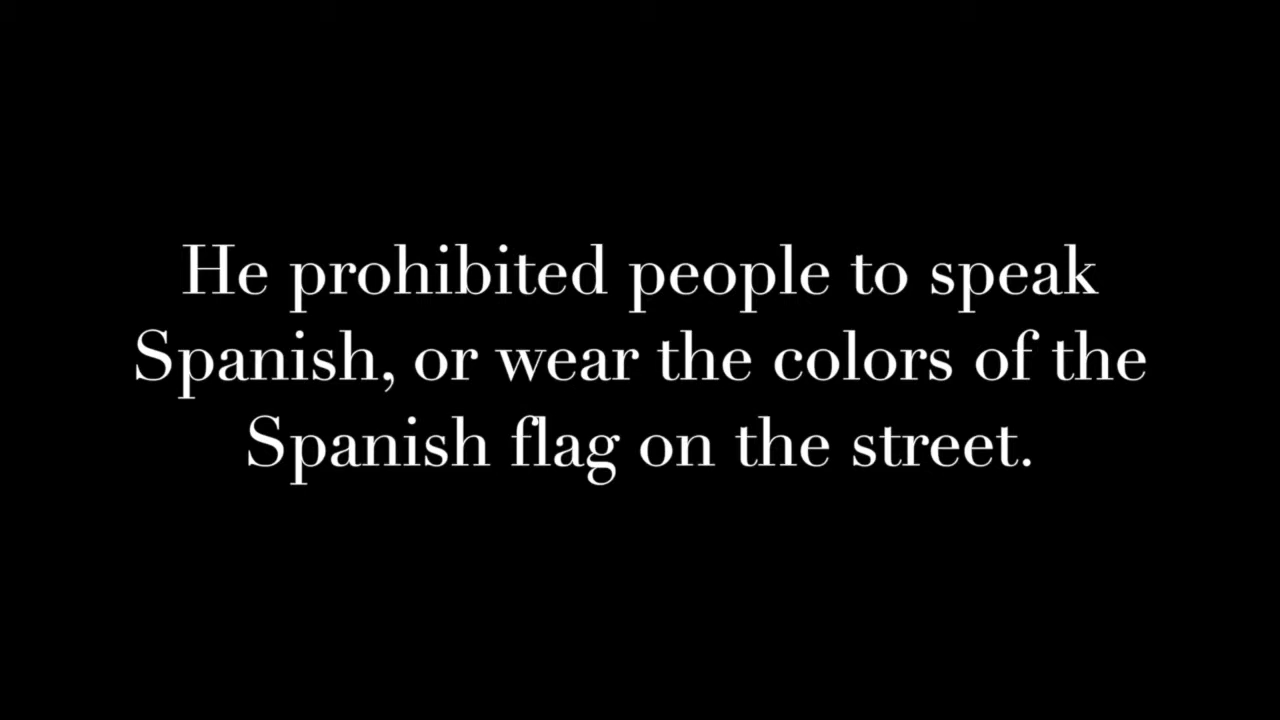 He prohibited people to speak
Spanish, or wear the colors of the
Spanish flag on the street.